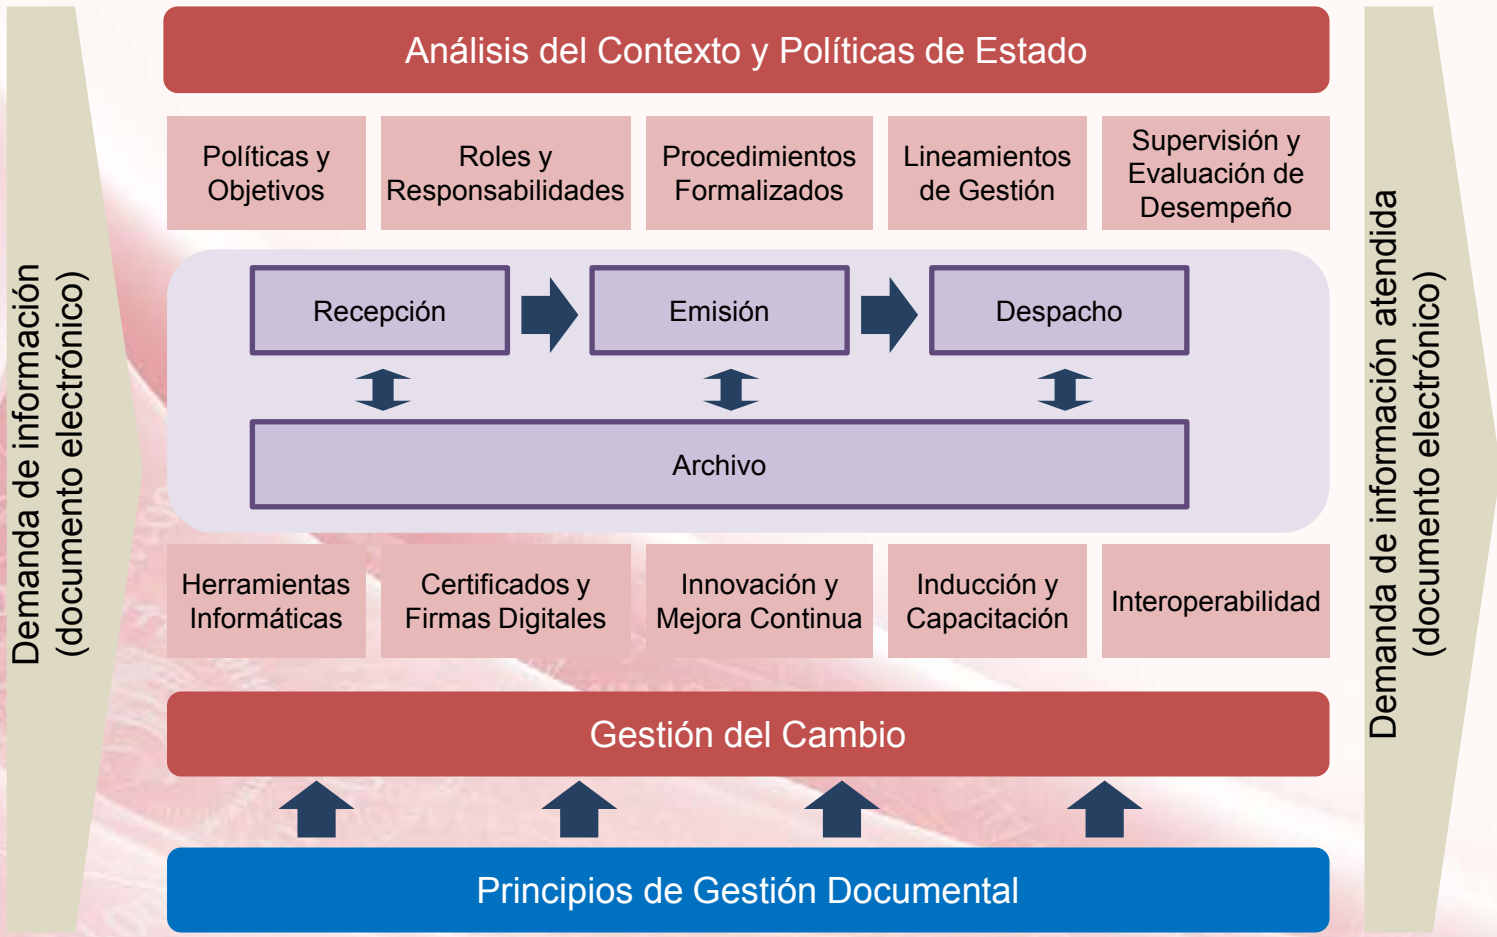 Análisis del Contexto y Políticas de Estado
Demanda de información
(documento electrónico)
Políticas y
Objetivos
Roles y
Responsabilidades
Procedimientos
Formalizados
Lineamientos
de Gestión
Supervisión y
Evaluación de
Desempeño
Recepción
Emisión
Despacho
Archivo
Herramientas
Informáticas
Certificados y
Firmas Digitales
Innovación y
Mejora Continua
Inducción y
Capacitación
Interoperabilidad
Gestión del Cambio
Principios de Gestión Documental
Demanda de información atendida
(documento electrónico)